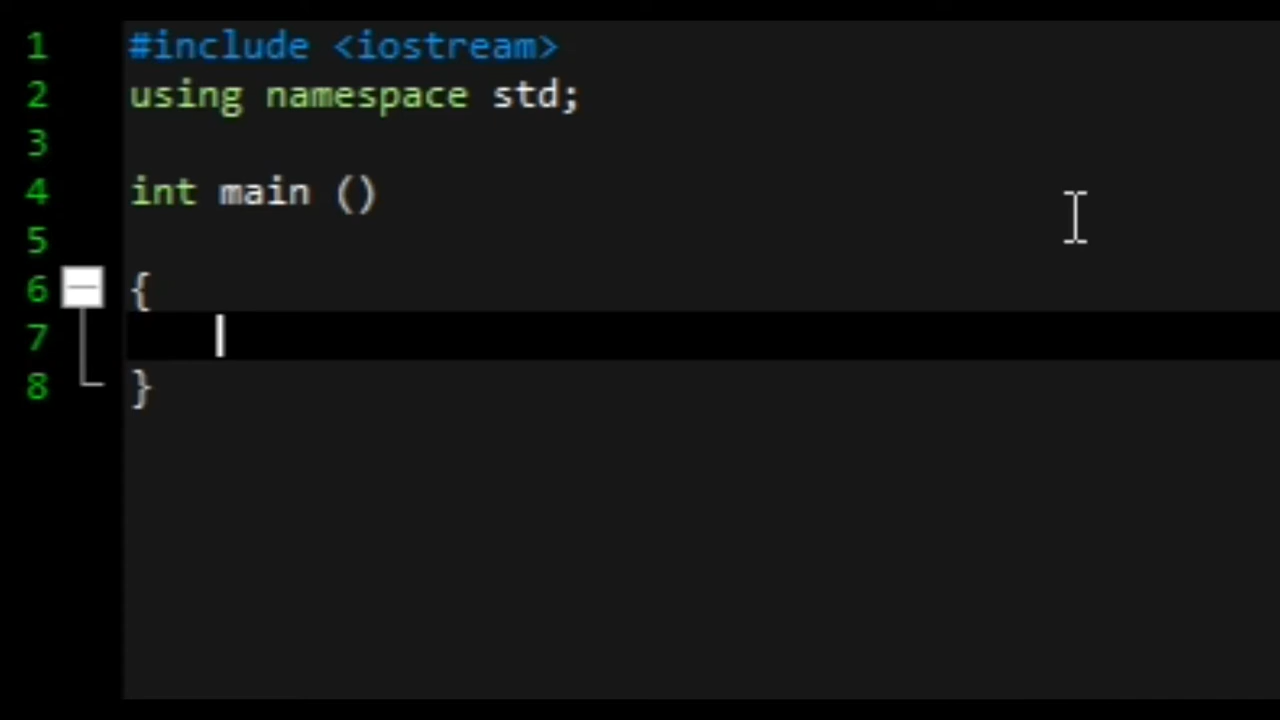 1 #include <iostream>
2 using namespace std;
3
4 int main ()
5
6 {
7
8 }